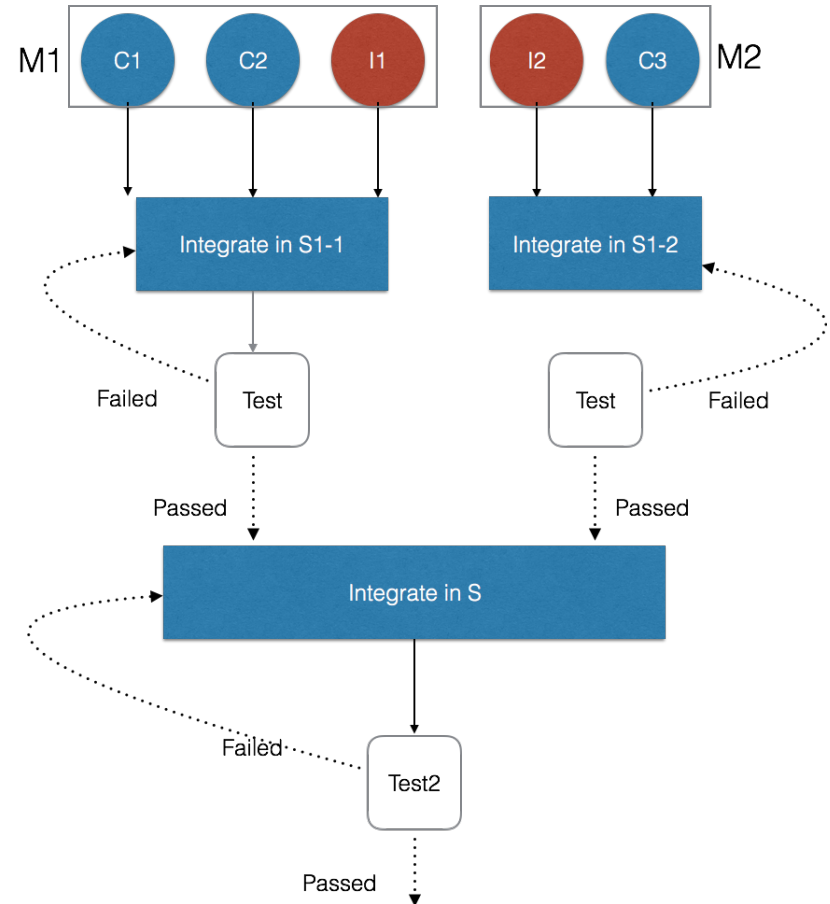 M1
C1
C2
I1
I2
C3
M2
Integrate in S1-1
Integrate in S1-2
Failed
Test
Test
Failed
Passed
Passed
Integrate in S
Failed
Test2
Passed